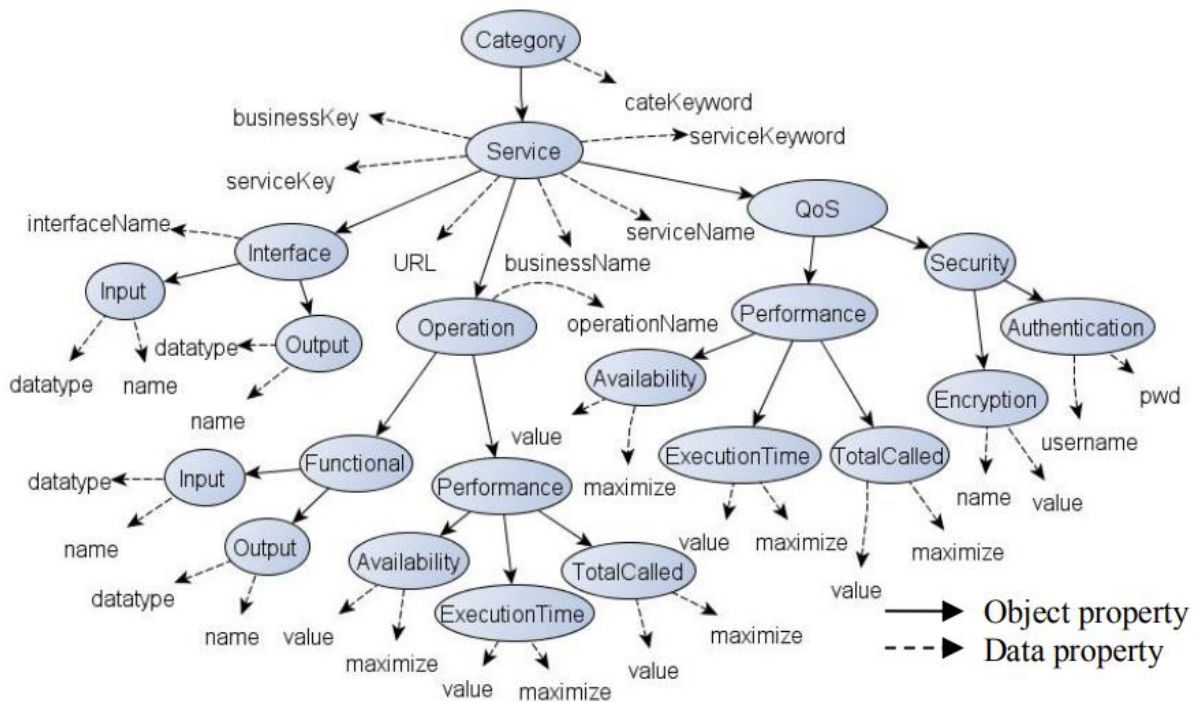 Category
cateKeyword
businessKey
serviceKeyword
Service
serviceKey
QoS
interfaceName
serviceName
Interface
URL
businessName
Security
Input
Performance
operationName
Operation
Authentication
datatype
Output
Availability
datatype
name
pwd
Encryption
name
value
username
ExecutionTime
TotalCalled
Functional
datatype
Input
Performance
maximize
name
value
name
value
maximize
maximize
Output
Availability
TotalCalled
value
datatype
ExecutionTime
Object property
name
value
maximize
maximize
value
Data property
value
maximize